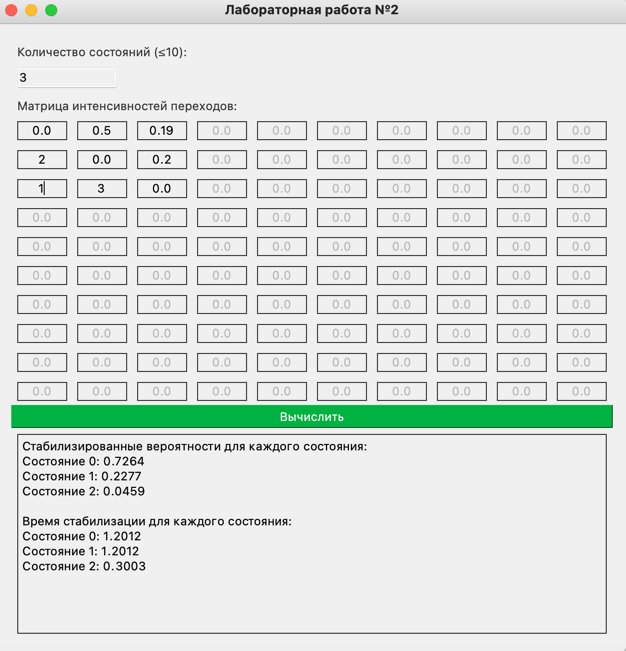 Лабораторная работа №2
Количество состояний (≤10):
3
Матрица интенсивностей переходов:
0.0 0.5 0.19 0.0 0.0 0.0 0.0 0.0 0.0 0.0
2 0.0 0.2 0.0 0.0 0.0 0.0 0.0 0.0 0.0
1 3 0.0 0.0 0.0 0.0 0.0 0.0 0.0 0.0
0.0 0.0 0.0 0.0 0.0 0.0 0.0 0.0 0.0 0.0
0.0 0.0 0.0 0.0 0.0 0.0 0.0 0.0 0.0 0.0
0.0 0.0 0.0 0.0 0.0 0.0 0.0 0.0 0.0 0.0
0.0 0.0 0.0 0.0 0.0 0.0 0.0 0.0 0.0 0.0
0.0 0.0 0.0 0.0 0.0 0.0 0.0 0.0 0.0 0.0
0.0 0.0 0.0 0.0 0.0 0.0 0.0 0.0 0.0 0.0
0.0 0.0 0.0 0.0 0.0 0.0 0.0 0.0 0.0 0.0
Вычислить
Стабилизированные вероятности для каждого состояния:
Состояние 0: 0.7264
Состояние 1: 0.2277
Состояние 2: 0.0459
Время стабилизации для каждого состояния:
Состояние 0: 1.2012
Состояние 1: 1.2012
Состояние 2: 0.3003